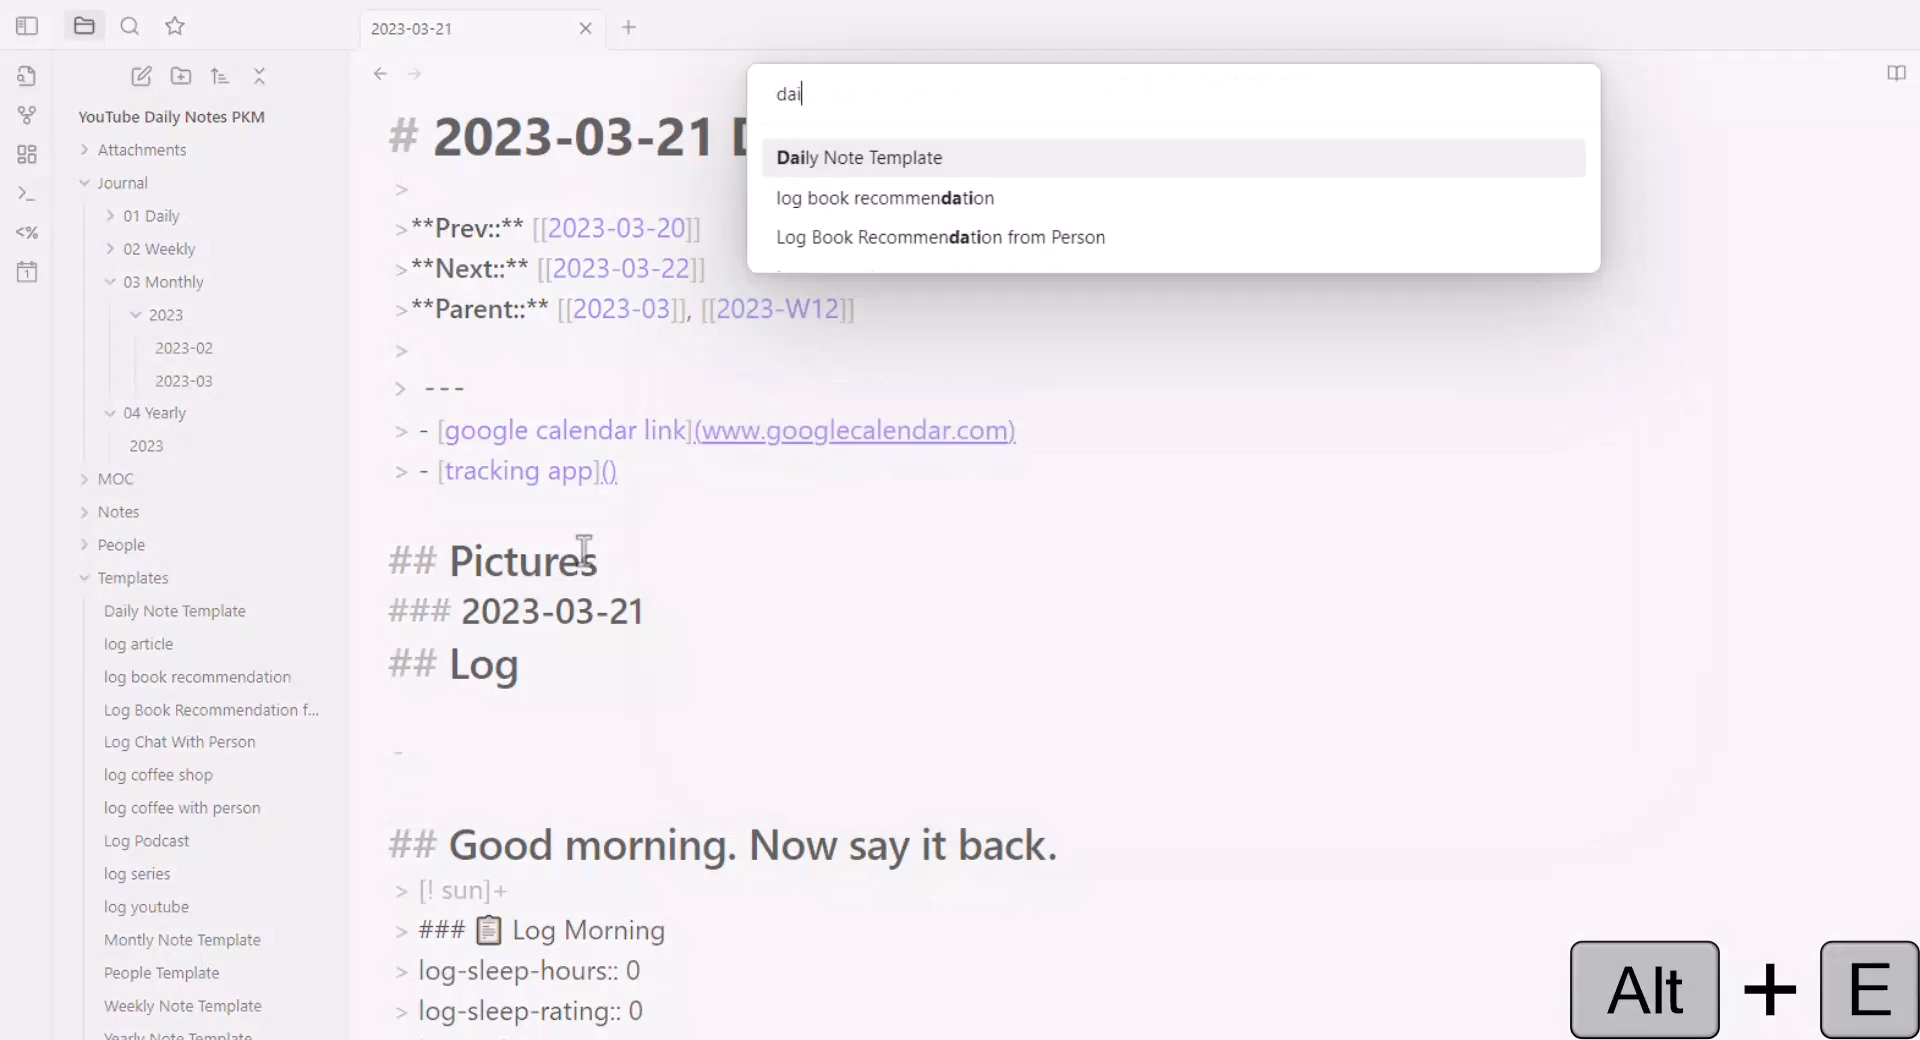 2023-03-21
YouTube Daily Notes PKM
Attachments
Journal
01 Daily
02 Weekly
03 Monthly
2023
2023-02
2023-03
04 Yearly
2023
MOC
Notes
People
Templates
Daily Note Template
log article
log book recommendation
Log Book Recommendation f...
Log Chat With Person
log coffee shop
log coffee with person
Log Podcast
log series
log youtube
Montly Note Template
People Template
Weekly Note Template
Yearly Note Template
dai
Daily Note Template
log book recommendation
Log Book Recommendation from Person
# 2023-03-21
>
>**Prev::** [[2023-03-20]]
>**Next::** [[2023-03-22]]
>**Parent::** [[2023-03]], [[2023-W12]]
>
> ---
> - [google calendar link](www.googlecalendar.com)
> - [tracking app]()
## Pictures
### 2023-03-21
## Log
-
## Good morning. Now say it back.
> [! sun]+
> ### 📋 Log Morning
> log-sleep-hours:: 0
> log-sleep-rating:: 0
Alt + E